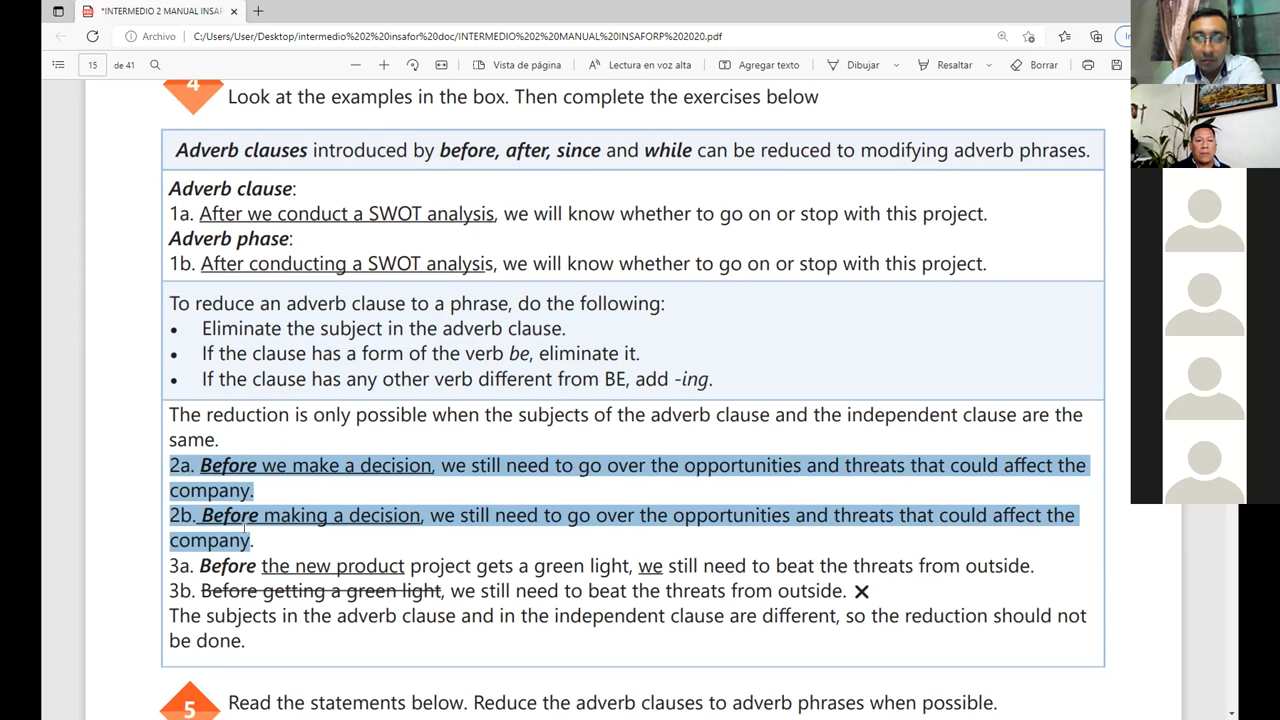 *INTERMEDIO 2 MANUAL INSAF
Archivo
C:/Users/User/Desktop/intermedio%202%20insafor%20doc/INTERMEDIO%202%20MANUAL%20INSAFORP%202020.pdf
15 de 41
Vista de página
Lectura en voz alta
Agregar texto
Dibujar
Resaltar
Borrar
4
Look at the examples in the box. Then complete the exercises below
Adverb clauses introduced by before, after, since and while can be reduced to modifying adverb phrases.
Adverb clause:
1a. After we conduct a SWOT analysis, we will know whether to go on or stop with this project.
Adverb phase:
1b. After conducting a SWOT analysis, we will know whether to go on or stop with this project.
To reduce an adverb clause to a phrase, do the following:
• Eliminate the subject in the adverb clause.
• If the clause has a form of the verb be, eliminate it.
• If the clause has any other verb different from BE, add -ing.
The reduction is only possible when the subjects of the adverb clause and the independent clause are the
same.
2a. Before we make a decision, we still need to go over the opportunities and threats that could affect the
company.
2b. Before making a decision, we still need to go over the opportunities and threats that could affect the
company.
3a. Before the new product project gets a green light, we still need to beat the threats from outside.
3b. Before getting a green light, we still need to beat the threats from outside. ✕
The subjects in the adverb clause and in the independent clause are different, so the reduction should not
be done.
5
Read the statements below. Reduce the adverb clauses to adverb phrases when possible.